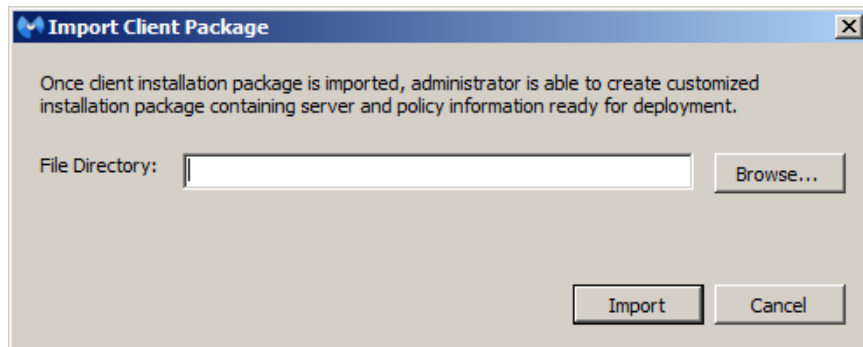 Import Client Package
Once client installation package is imported, administrator is able to create customized
installation package containing server and policy information ready for deployment.
File Directory:
Browse...
Import
Cancel